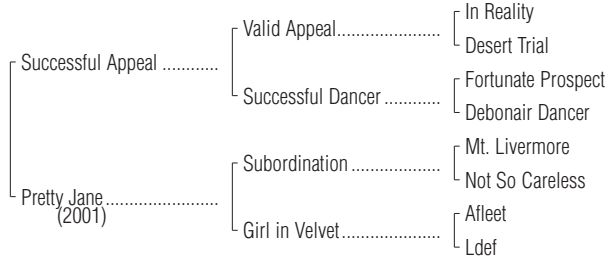 In Reality
Valid Appeal...................
Desert Trial
Successful Appeal ............
Fortunate Prospect
Successful Dancer ............
Debonair Dancer
Mt. Livermore
Subordination ...................
Not So Careless
Pretty Jane........................
(2001)
Afleet
Girl in Velvet.....................
Ldef